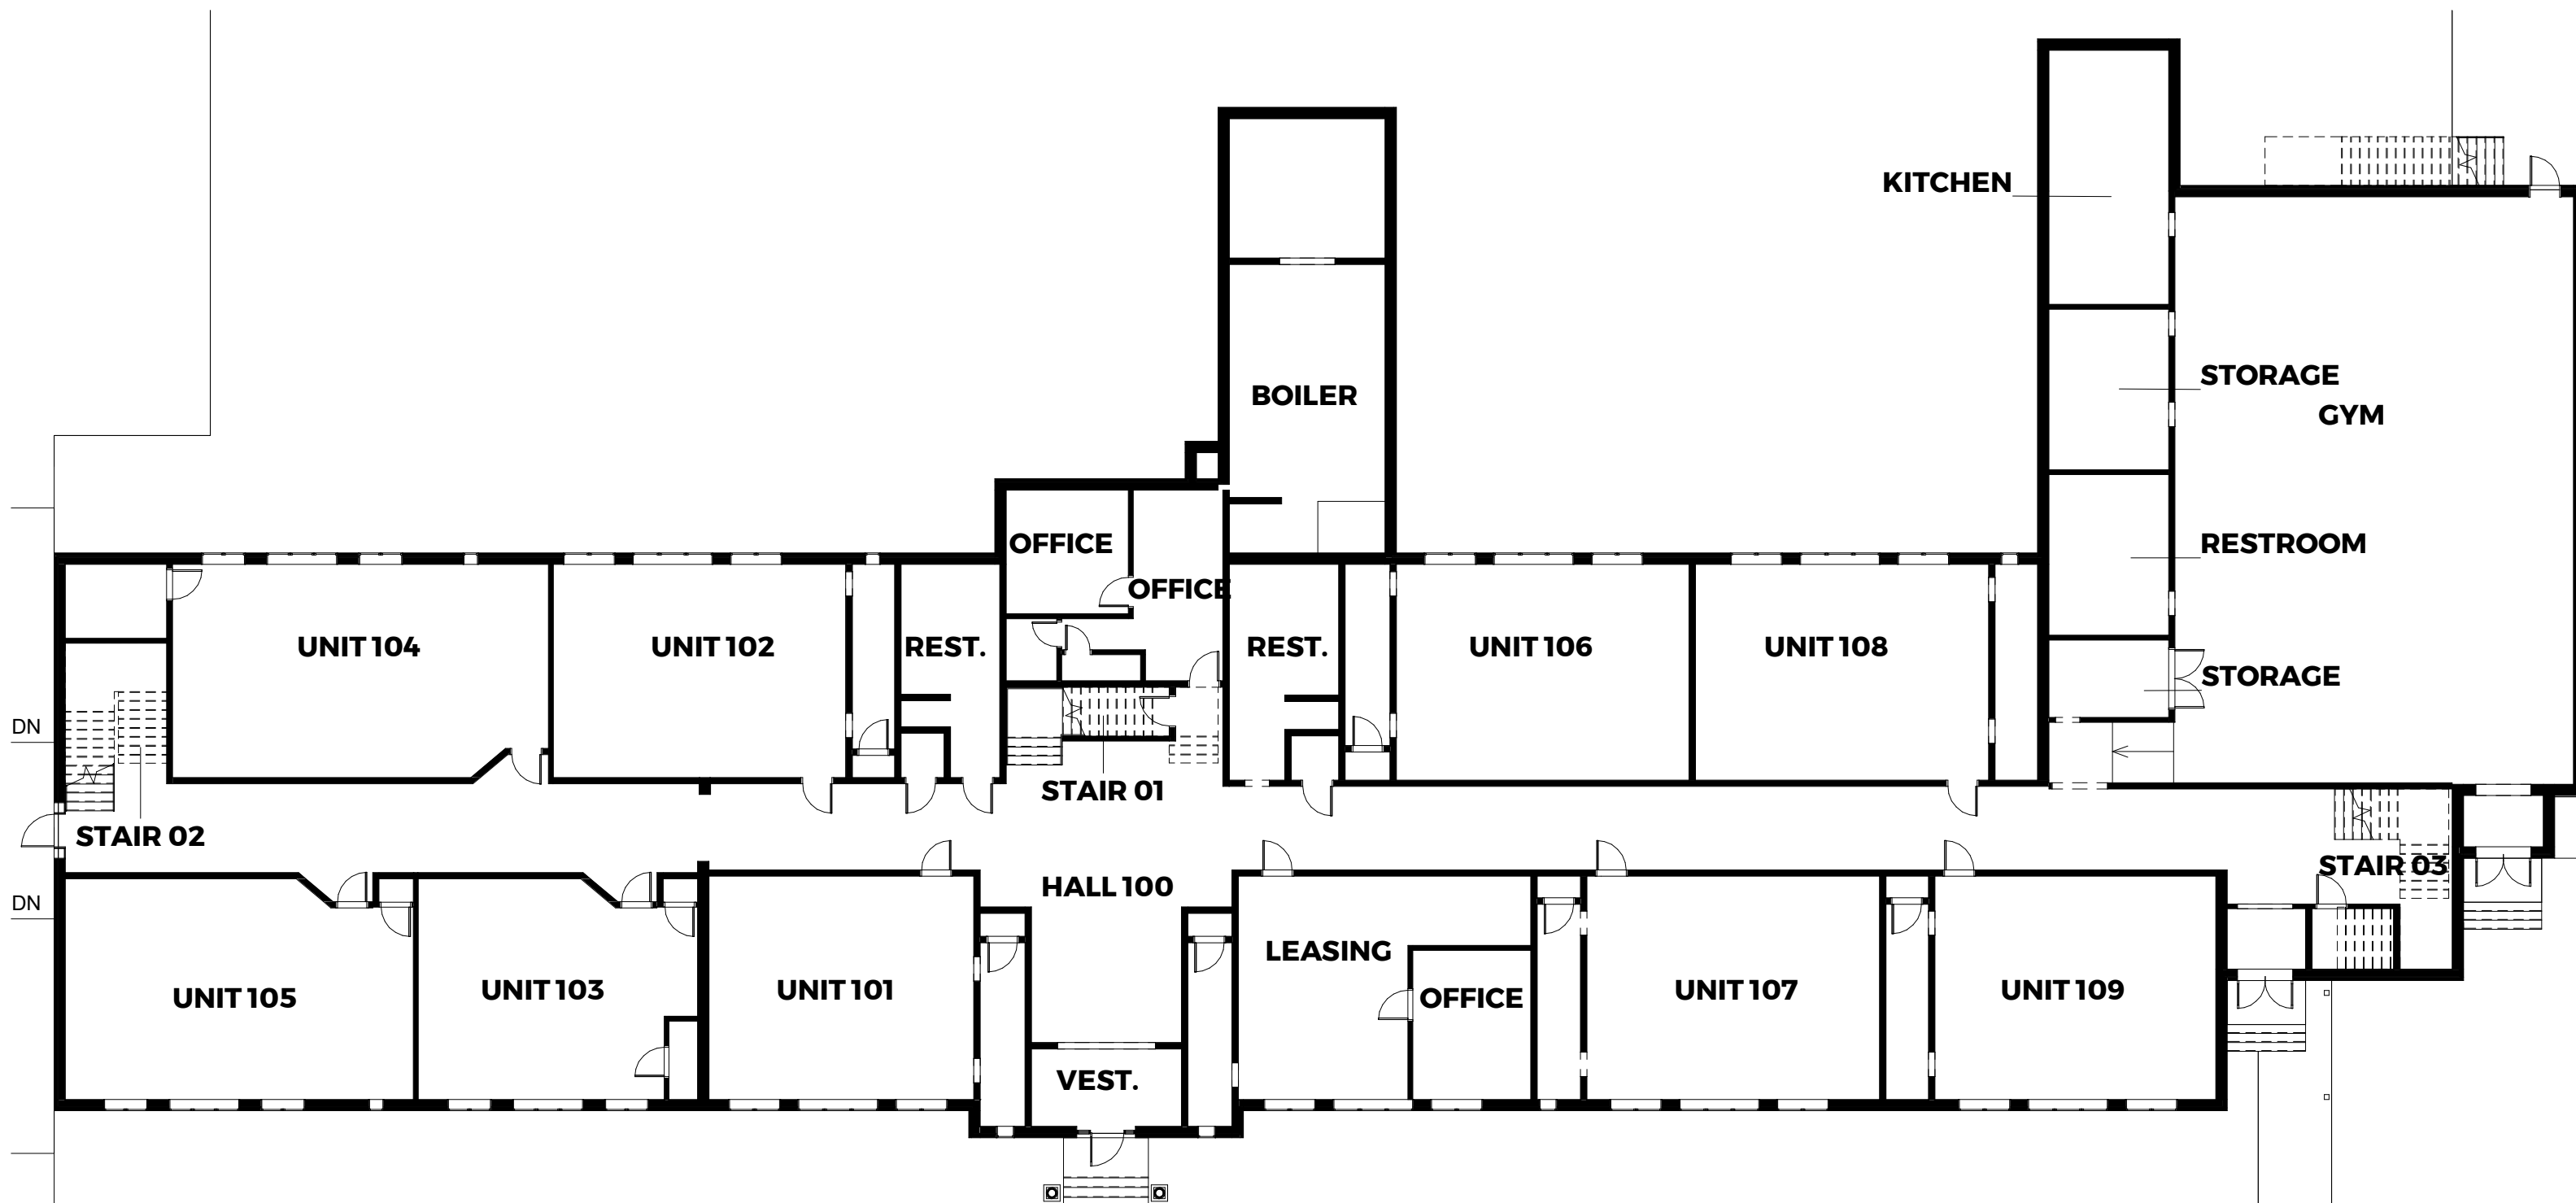 KITCHEN
STORAGE
BOILER
GYM
OFFICE
RESTROOM
OFFICE
UNIT 104
UNIT 102
REST.
REST.
UNIT 106
UNIT 108
STORAGE
DN
STAIR 01
STAIR 02
STAIR 03
HALL 100
DN
LEASING
UNIT 105
UNIT 103
UNIT 101
OFFICE
UNIT 107
UNIT 109
VEST.